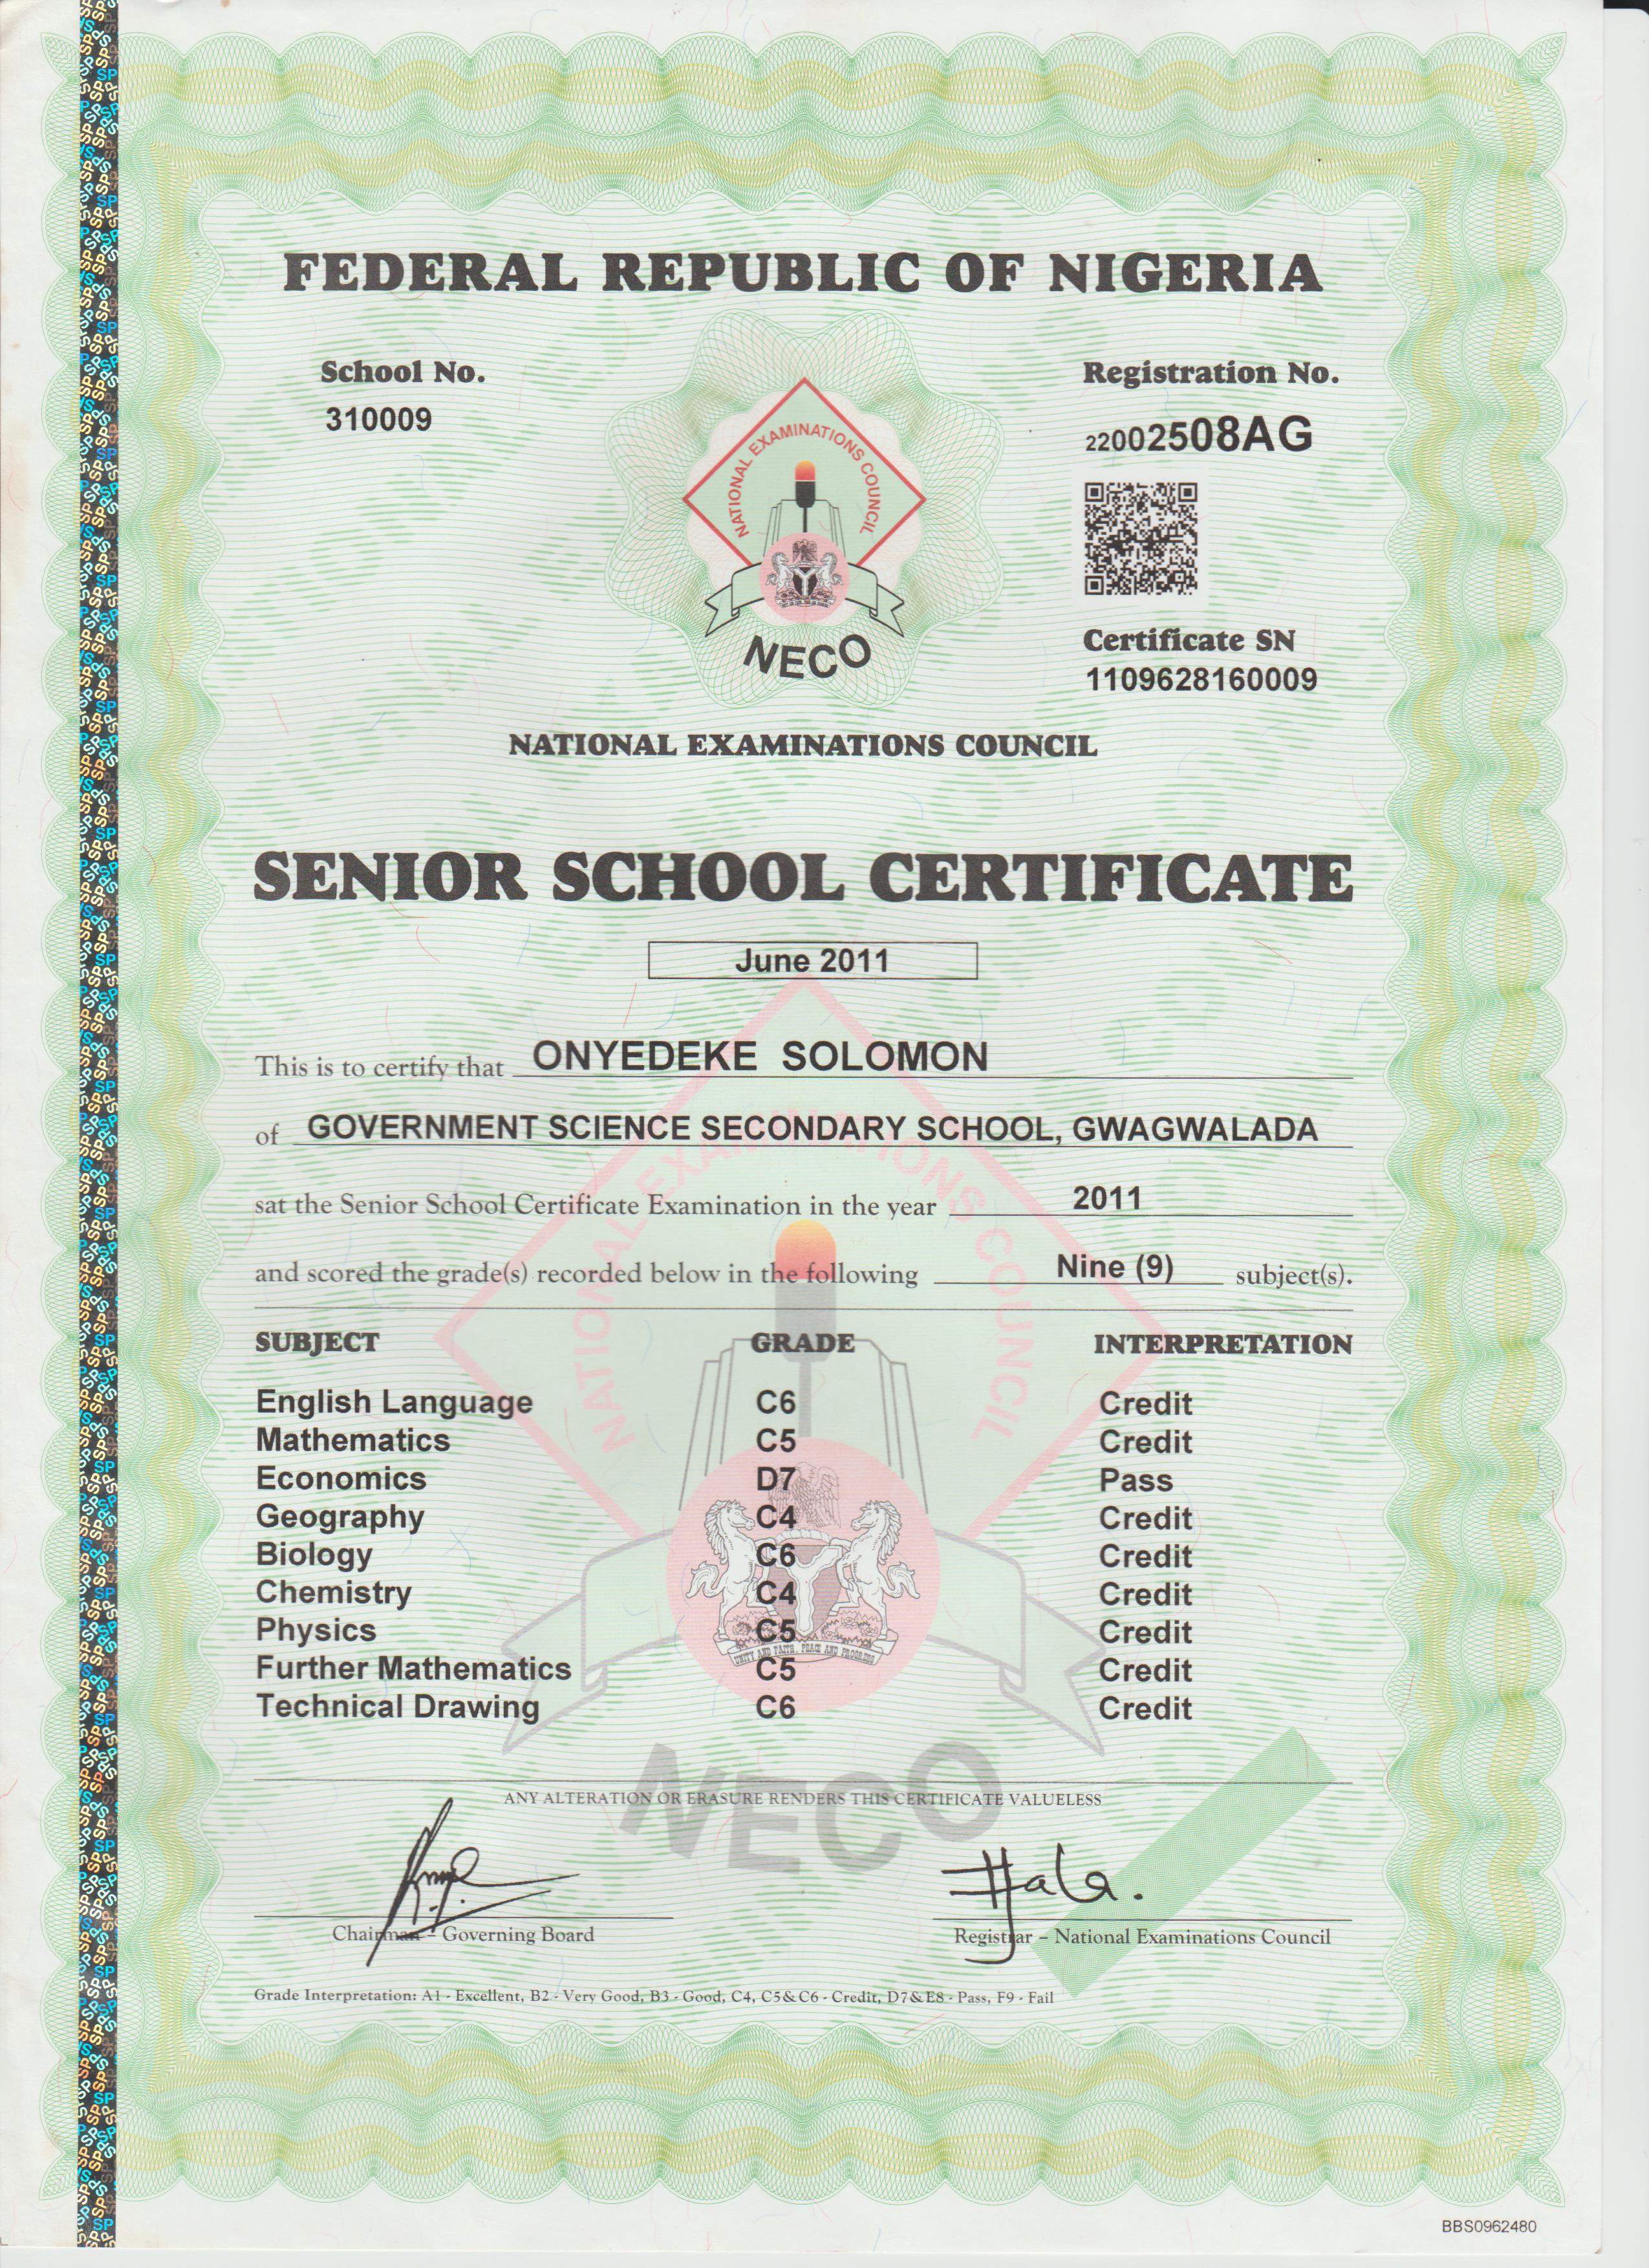 FEDERAL REPUBLIC OF NIGERIA
School No.
310009
Registration No.
22002508AG
NATIONAL EXAMINATIONS COUNCIL
NECO
Certificate SN
1109628160009
NATIONAL EXAMINATIONS COUNCIL
SENIOR SCHOOL CERTIFICATE
June 2011
This is to certify that ONYEDEKE SOLOMON
of GOVERNMENT SCIENCE SECONDARY SCHOOL, GWAGWALADA
sat the Senior School Certificate Examination in the year 2011
and scored the grade(s) recorded below in the following Nine (9) subject(s).
NATIONAL EXAMINATIONS COUNCIL
SUBJECT GRADE INTERPRETATION
English Language C6 Credit
Mathematics C5 Credit
Economics D7 Pass
Geography C4 Credit
Biology C6 Credit
Chemistry C4 Credit
Physics C5 Credit
UNITY AND FAITH, PEACE AND PROGRESS
Further Mathematics C5 Credit
Technical Drawing C6 Credit
NECO
ANY ALTERATION OR ERASURE RENDERS THIS CERTIFICATE VALUELESS
Chairman – Governing Board
Registrar – National Examinations Council
Grade Interpretation: A1 - Excellent, B2 - Very Good, B3 - Good, C4, C5 & C6 - Credit, D7 & E8 - Pass, F9 - Fail
BBS0962480